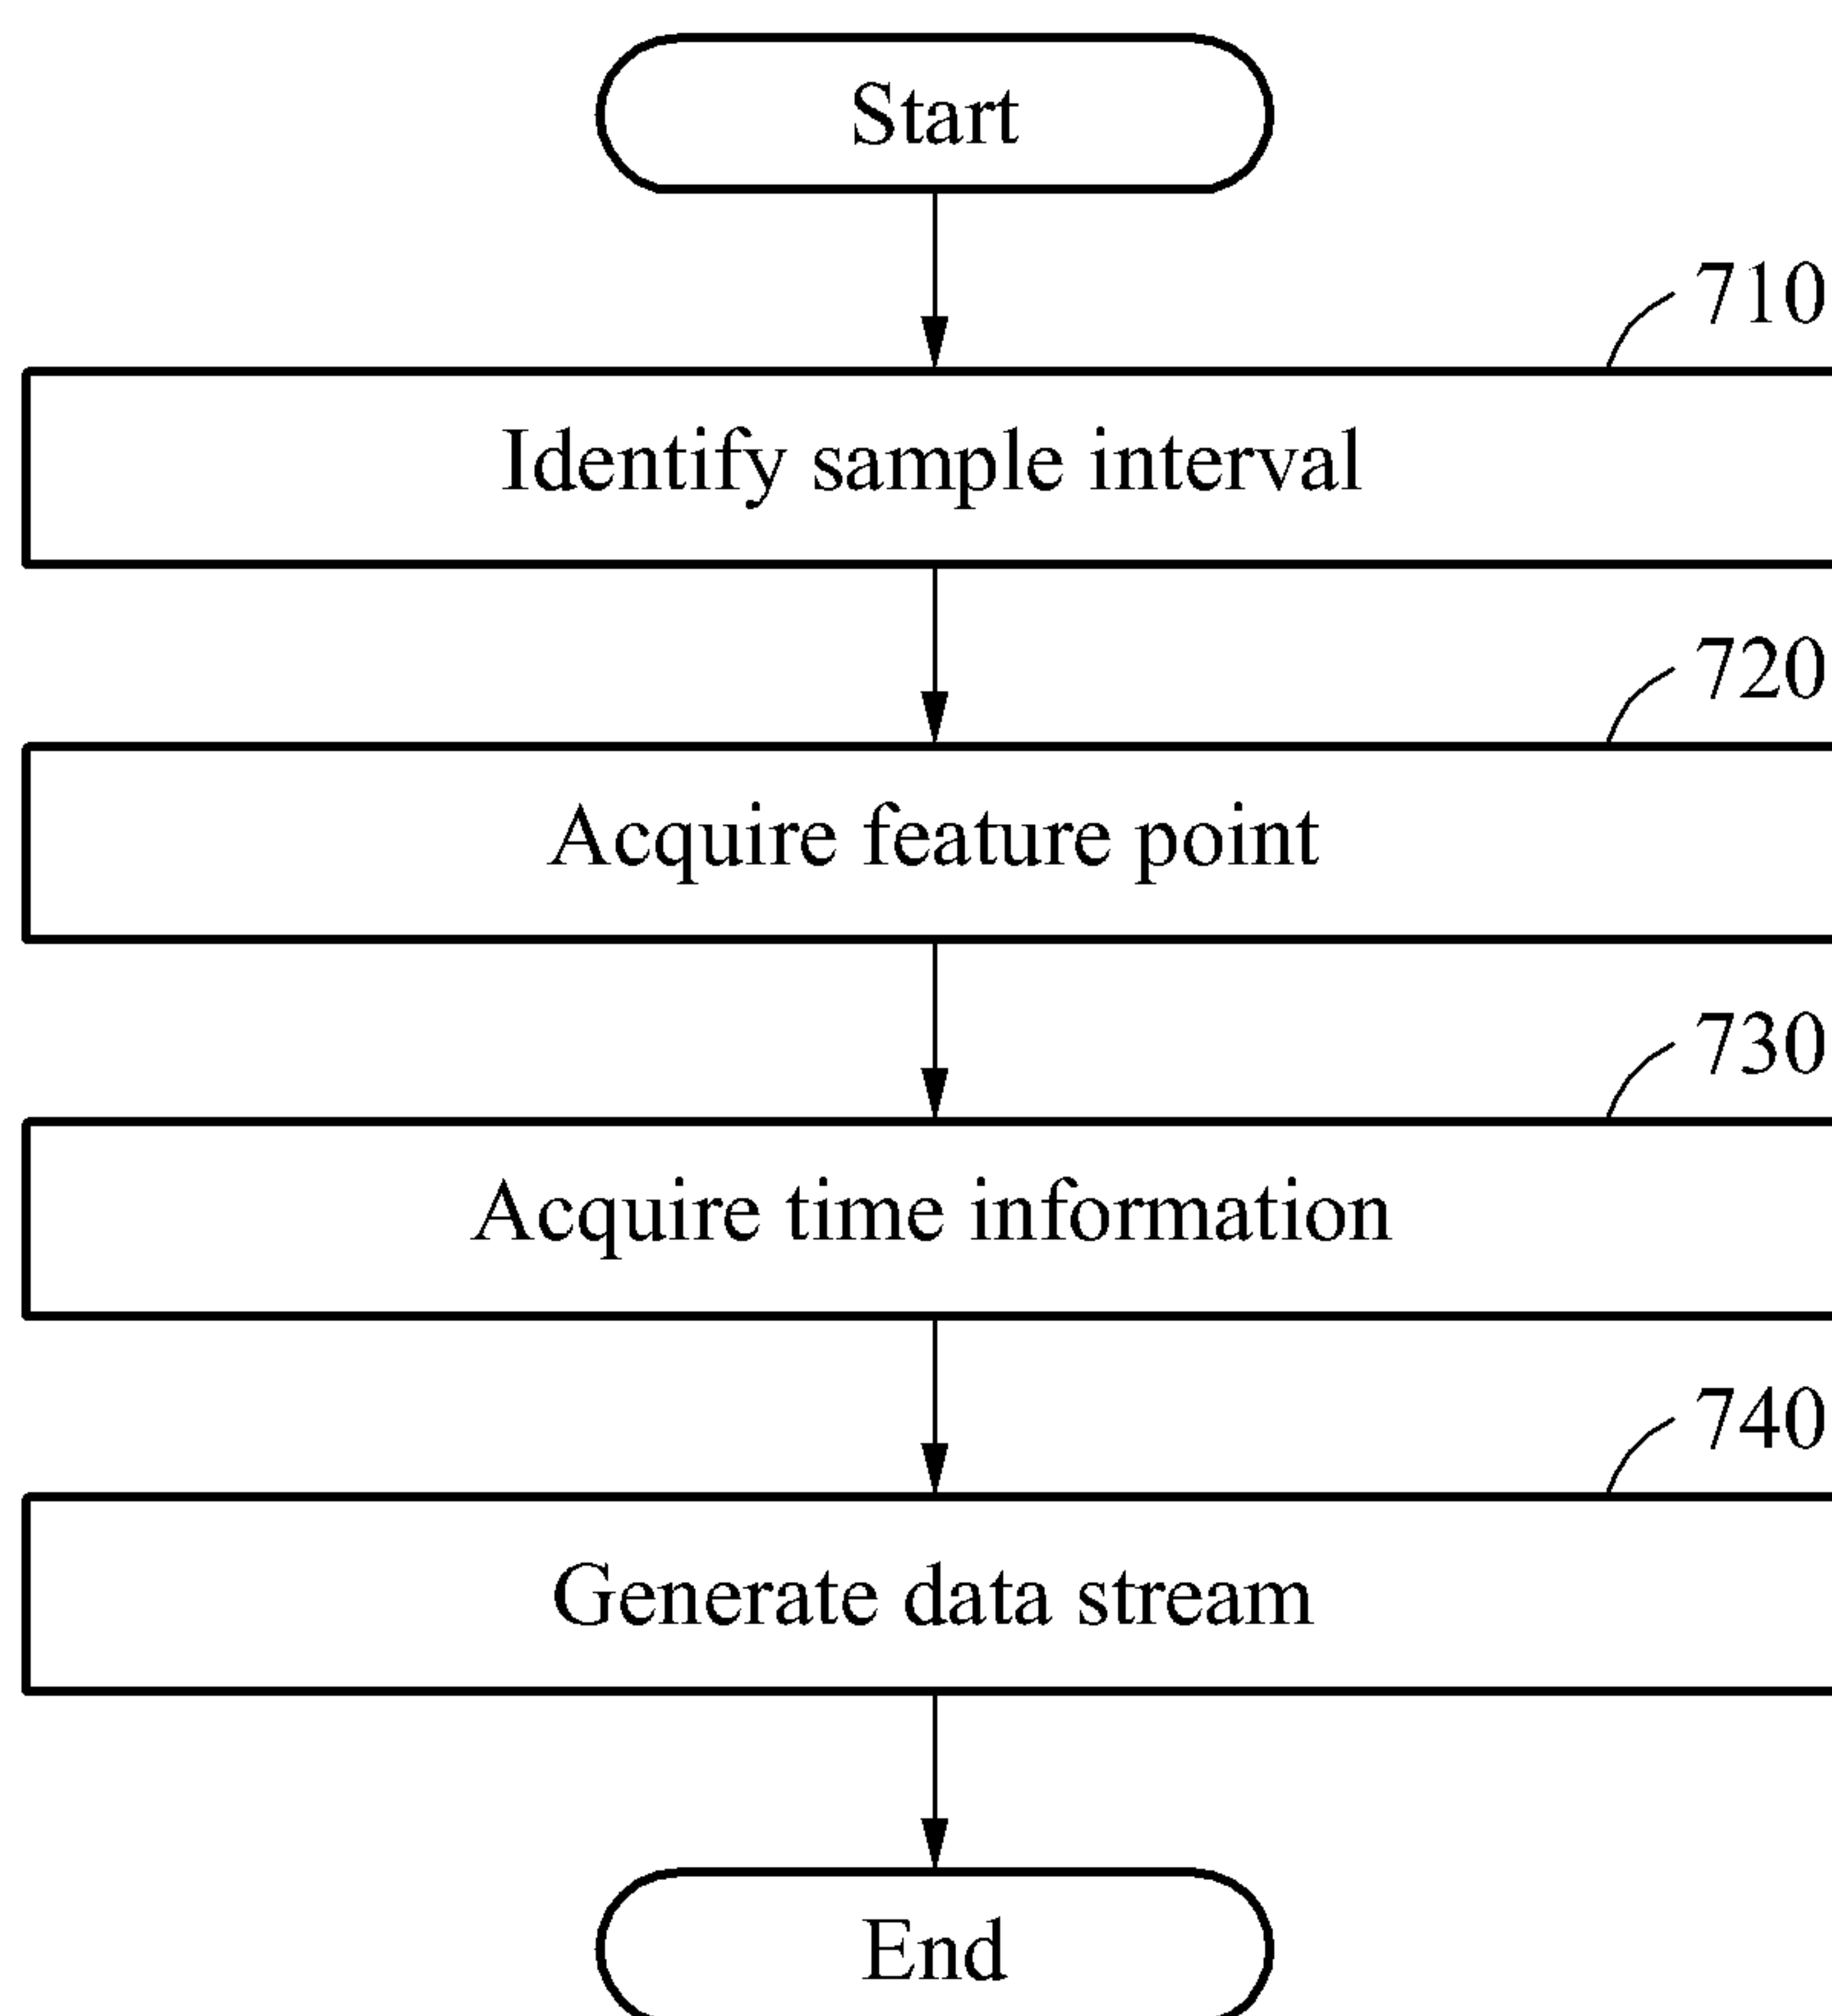 Start
710
Identify sample interval
720
Acquire feature point
730
Acquire time information
740
Generate data stream
End